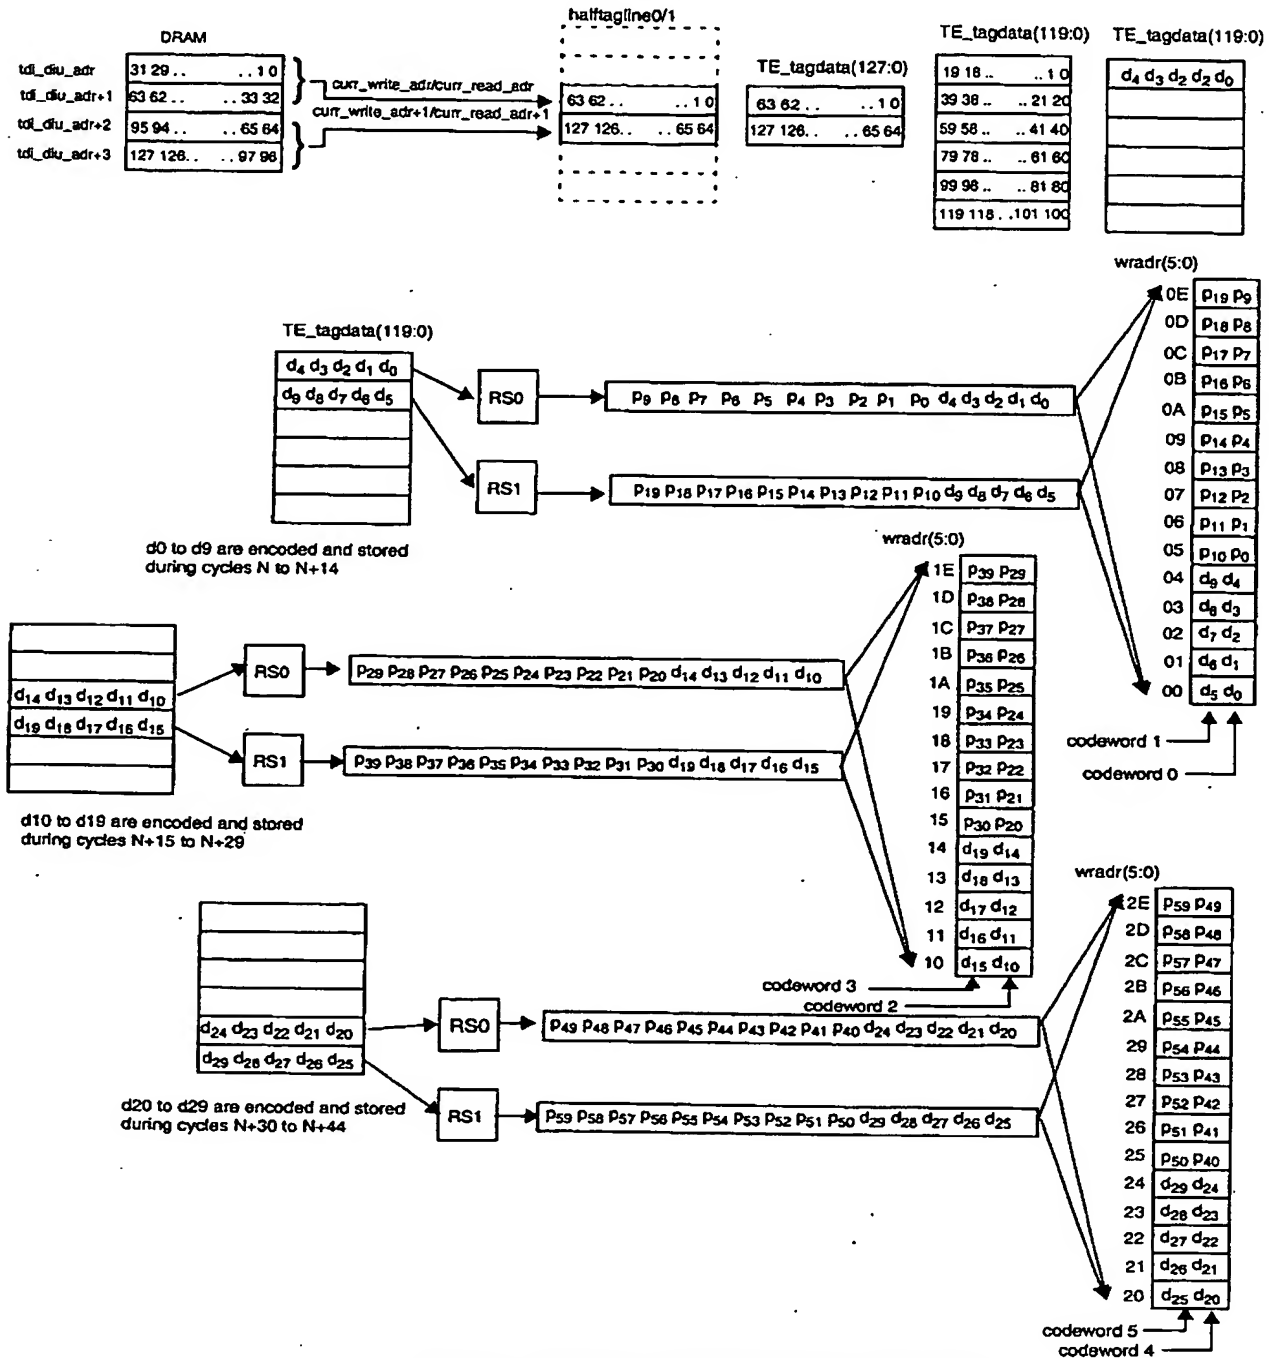 DRAM
tdi_diu_adr
31 29 . . . . 1 0
tdi_diu_adr+1
63 62 . . . . 33 32
tdi_diu_adr+2
95 94 . . . . 65 64
tdi_diu_adr+3
127 126. . . . 97 96
curr_write_adr/curr_read_adr
curr_write_adr+1/curr_read_adr+1
halftagline0/1
63 62 . . . . 1 0
127 126. . . . 65 64
TE_tagdata(127:0)
63 62 . . . . 1 0
127 126. . . . 65 64
TE_tagdata(119:0)
19 18 . . . . 1 0
39 38 . . . . 21 20
59 58 . . . . 41 40
79 78 . . . . 61 60
99 98 . . . . 81 80
119 118 . . 101 100
TE_tagdata(119:0)
d4 d3 d2 d2 d0
TE_tagdata(119:0)
d4 d3 d2 d1 d0
d9 d8 d7 d6 d5
RS0
p9 p8 p7 p6 p5 p4 p3 p2 p1 p0 d4 d3 d2 d1 d0
RS1
p19 p18 p17 p16 p15 p14 p13 p12 p11 p10 d9 d8 d7 d6 d5
d0 to d9 are encoded and stored
during cycles N to N+14
wradr(5:0)
0E p19 p9
0D p18 p8
0C p17 p7
0B p16 p6
0A p15 p5
09 p14 p4
08 p13 p3
07 p12 p2
06 p11 p1
05 p10 p0
04 d9 d4
03 d8 d3
02 d7 d2
01 d6 d1
00 d5 d0
codeword 1
codeword 0
d14 d13 d12 d11 d10
d19 d18 d17 d16 d15
RS0
p29 p28 p27 p26 p25 p24 p23 p22 p21 p20 d14 d13 d12 d11 d10
RS1
p39 p38 p37 p36 p35 p34 p33 p32 p31 p30 d19 d18 d17 d16 d15
d10 to d19 are encoded and stored
during cycles N+15 to N+29
wradr(5:0)
1E p39 p29
1D p38 p28
1C p37 p27
1B p36 p26
1A p35 p25
19 p34 p24
18 p33 p23
17 p32 p22
16 p31 p21
15 p30 p20
14 d19 d14
13 d18 d13
12 d17 d12
11 d16 d11
10 d15 d10
codeword 3
codeword 2
d24 d23 d22 d21 d20
d29 d28 d27 d26 d25
RS0
p49 p48 p47 p46 p45 p44 p43 p42 p41 p40 d24 d23 d22 d21 d20
RS1
p59 p58 p57 p56 p55 p54 p53 p52 p51 p50 d29 d28 d27 d26 d25
d20 to d29 are encoded and stored
during cycles N+30 to N+44
wradr(5:0)
2E p59 p49
2D p58 p48
2C p57 p47
2B p56 p46
2A p55 p45
29 p54 p44
28 p53 p43
27 p52 p42
26 p51 p41
25 p50 p40
24 d29 d24
23 d28 d23
22 d27 d22
21 d26 d21
20 d25 d20
codeword 5
codeword 4